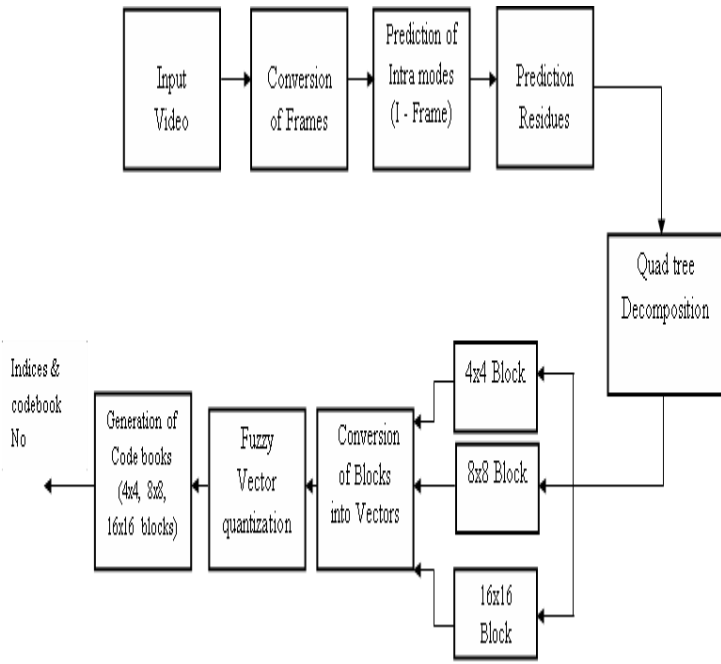 Input
Video
Conversion
of Frames
Prediction of
Intra modes
(I - Frame)
Prediction
Residues
Quad tree
Decomposition
4x4 Block
8x8 Block
16x16
Block
Conversion
of Blocks
into Vectors
Fuzzy
Vector
quantization
Generation of
Code books
(4x4, 8x8,
16x16 blocks)
Indices &
codebook
No